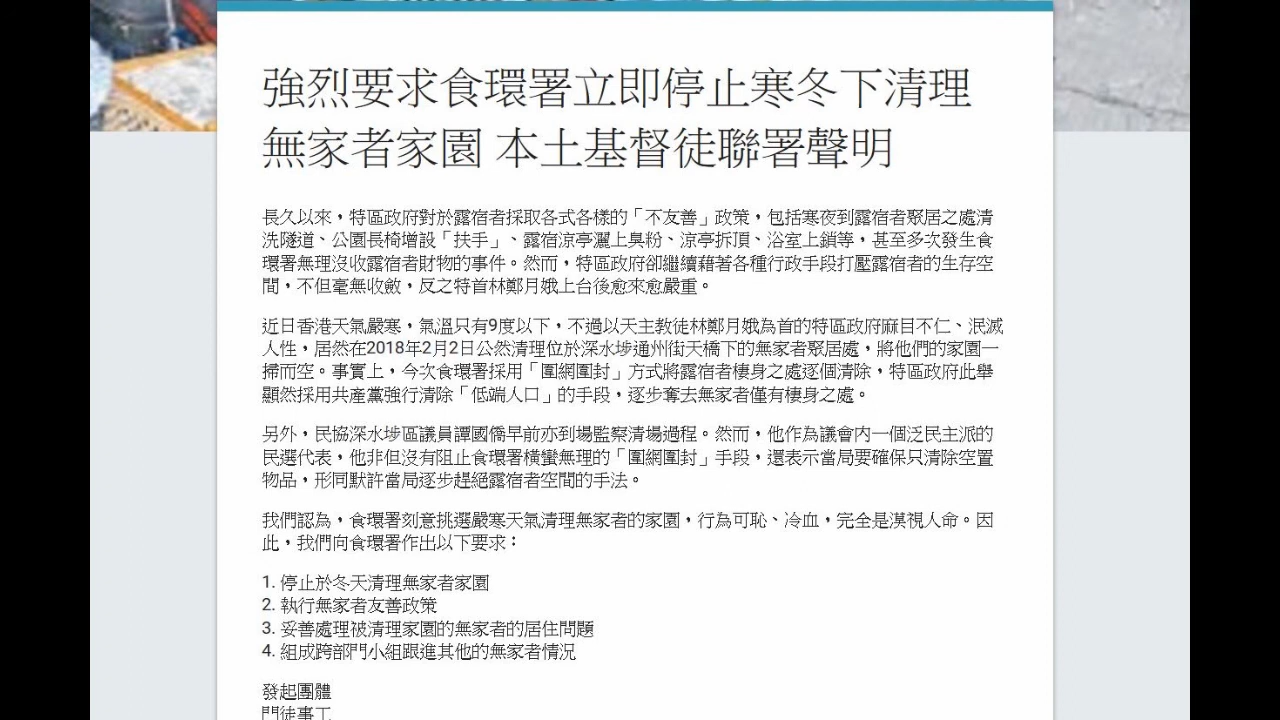 強烈要求食環署立即停止寒冬下清理
無家者家園 本土基督徒聯署聲明
長久以來，特區政府對於露宿者採取各式各樣的「不友善」政策，包括寒夜到露宿者聚居之處清
洗隧道、公園長椅增設「扶手」、露宿涼亭灑上臭粉、涼亭拆頂、浴室上鎖等，甚至多次發生食
環署無理沒收露宿者財物的事件。然而，特區政府卻繼續藉著各種行政手段打壓露宿者的生存空
間，不但毫無收斂，反之特首林鄭月娥上台後愈來愈嚴重。
近日香港天氣嚴寒，氣溫只有9度以下，不過以天主教徒林鄭月娥為首的特區政府麻目不仁、泯滅
人性，居然在2018年2月2日公然清理位於深水埗通州街天橋下的無家者聚居處，將他們的家園一
掃而空。事實上，今次食環署採用「圍網圍封」方式將露宿者棲身之處逐個清除，特區政府此舉
顯然採用共產黨強行清除「低端人口」的手段，逐步奪去無家者僅有棲身之處。
另外，民協深水埗區議員譚國僑早前亦到場監察清場過程。然而，他作為議會内一個泛民主派的
民選代表，他非但沒有阻止食環署橫蠻無理的「圍網圍封」手段，還表示當局要確保只清除空置
物品，形同默許當局逐步趕絕露宿者空間的手法。
我們認為，食環署刻意挑選嚴寒天氣清理無家者的家園，行為可恥、冷血，完全是漠視人命。因
此，我們向食環署作出以下要求：
1. 停止於冬天清理無家者家園
2. 執行無家者友善政策
3. 妥善處理被清理家園的無家者的居住問題
4. 組成跨部門小組跟進其他的無家者情況
發起團體
門徒事工